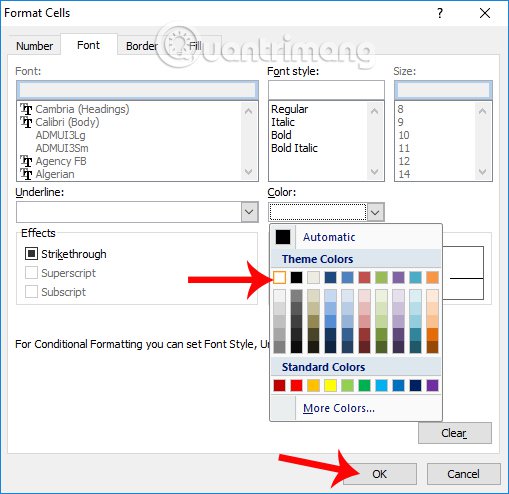 Format Cells
Number Font Border Fill
Quantrimang
Font: Font style: Size:
Cambria (Headings) Regular 8
Calibri (Body) Italic 9
ADMUI3Lg Bold 10
ADMUI3Sm Bold Italic 11
Agency FB 12
Algerian 14
Underline: Color:
Automatic
Effects
Theme Colors
Strikethrough
Superscript
Subscript
For Conditional Formatting you can set Font Style, Un
Standard Colors
More Colors...
Clear
OK Cancel